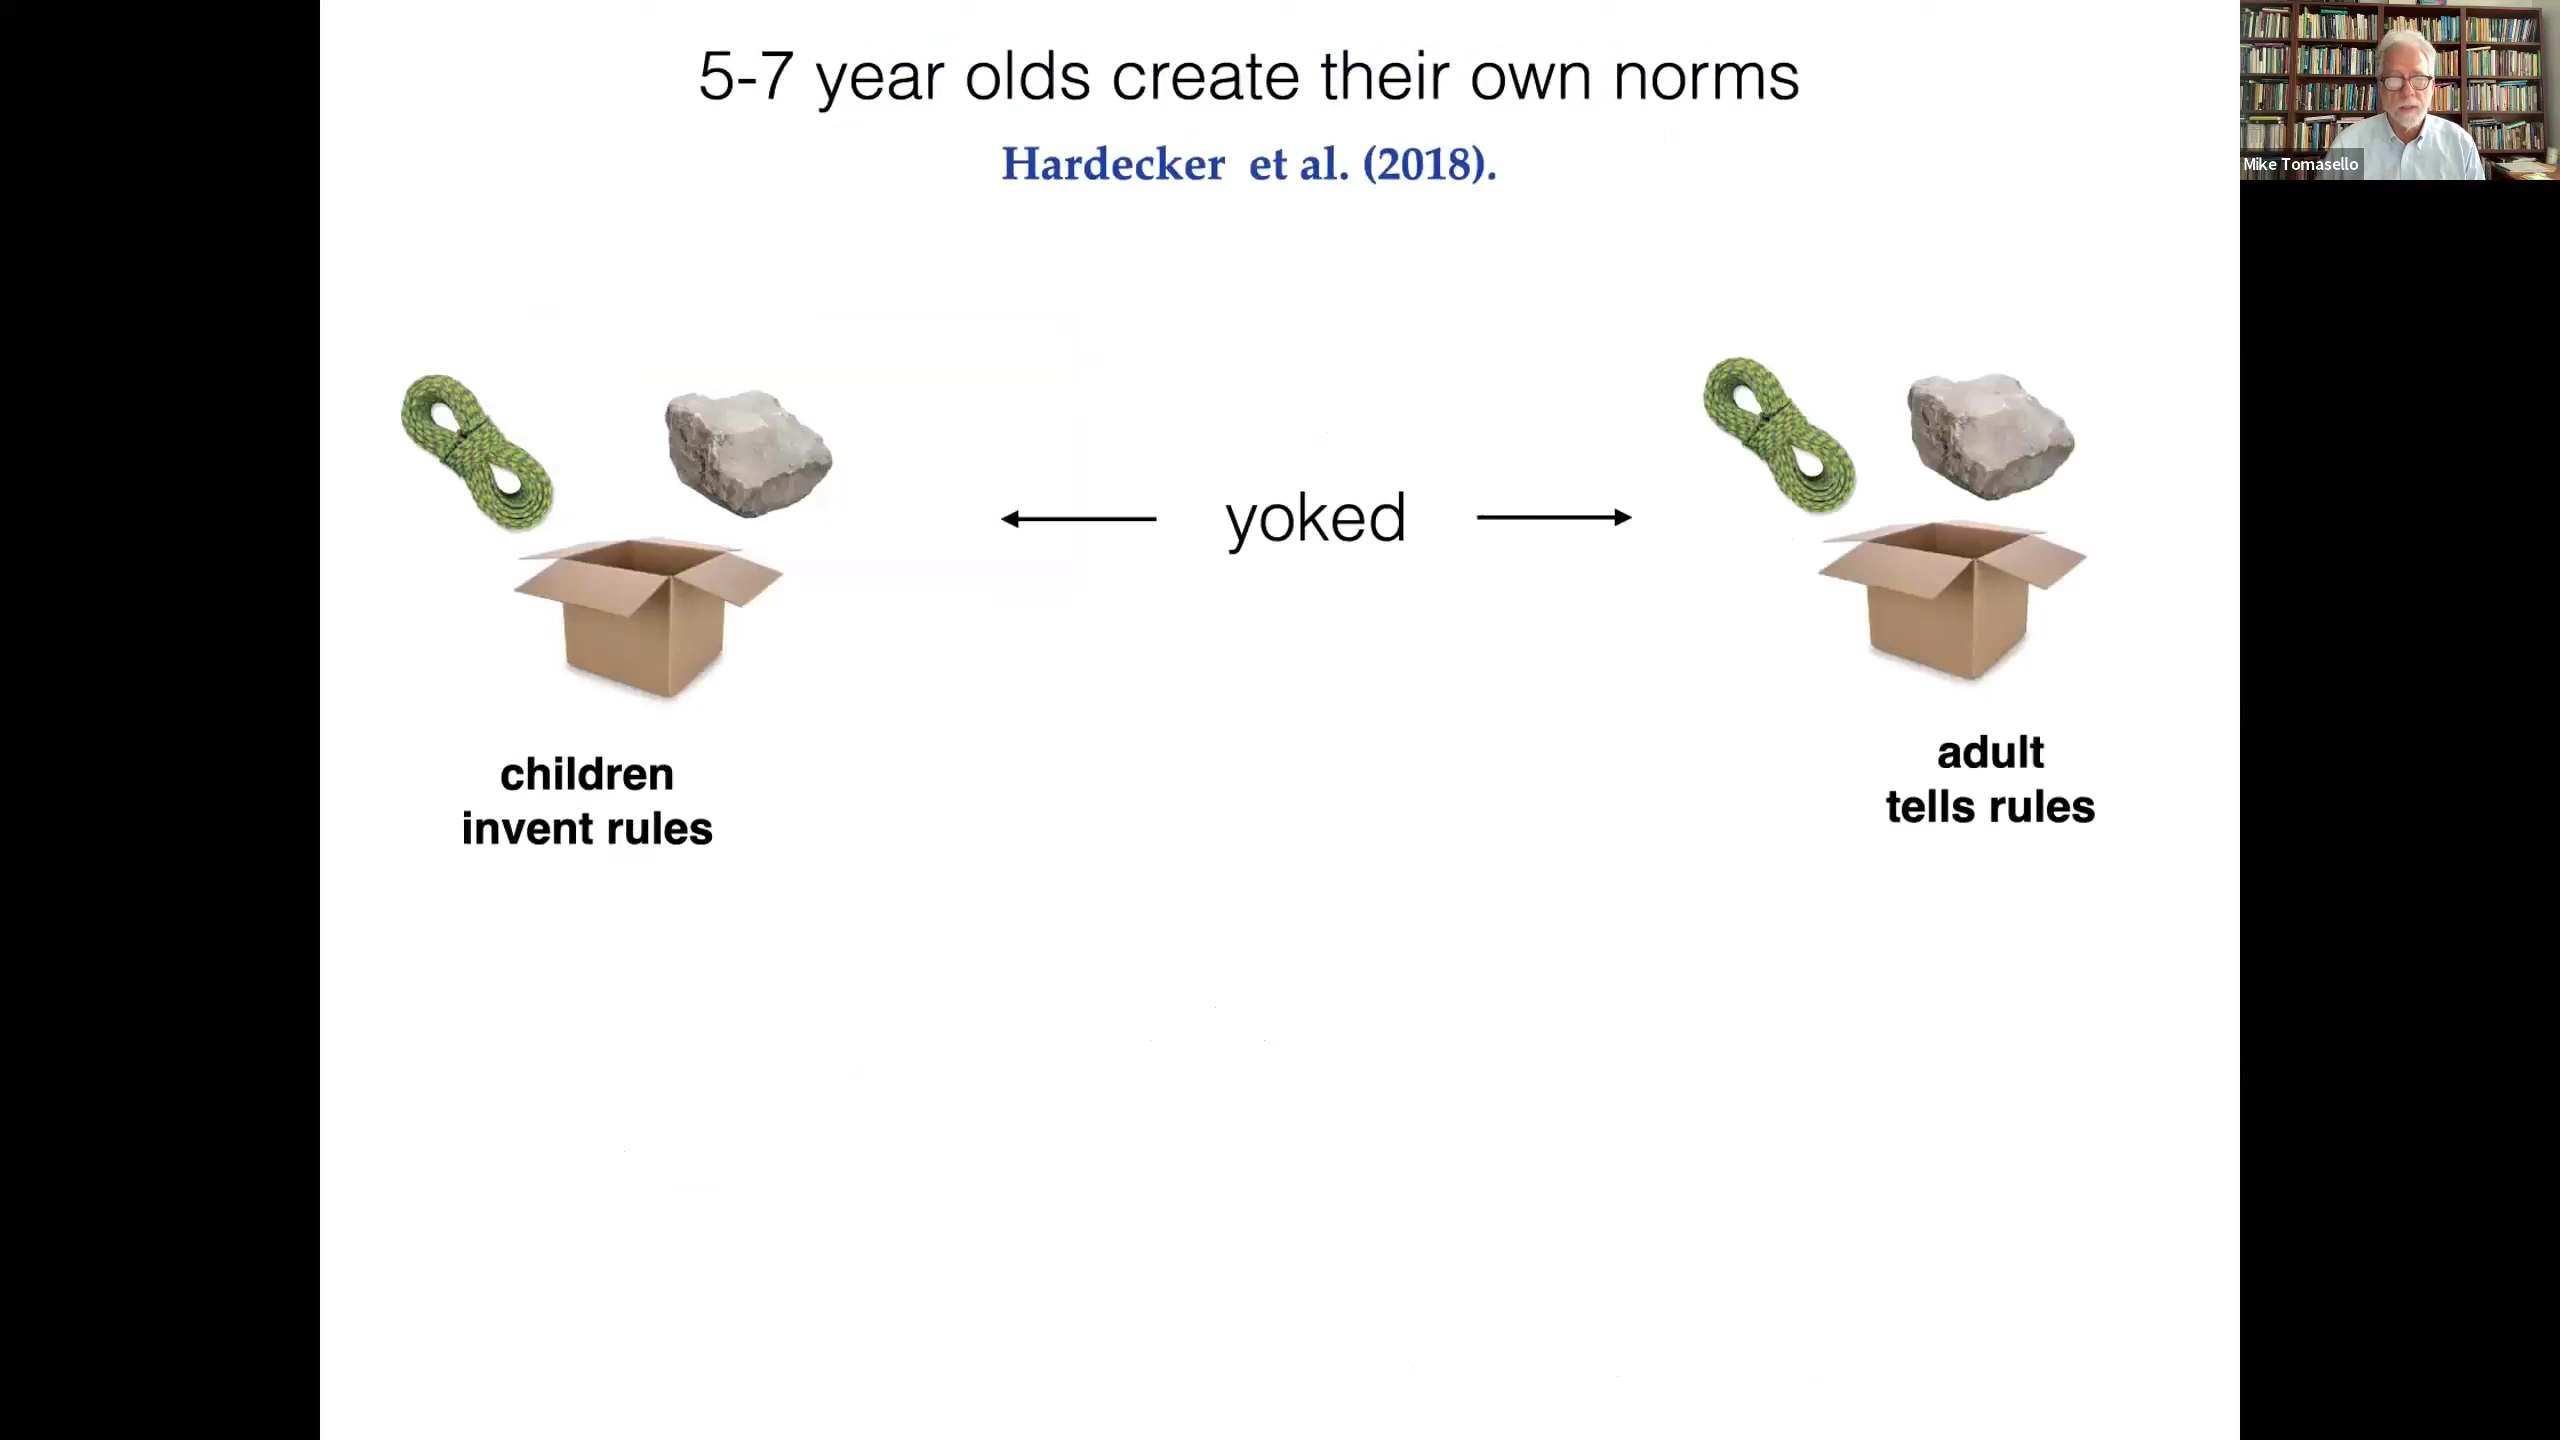 5-7 year olds create their own norms
Hardecker et al. (2018).
Mike Tomasello
yoked
children
invent rules
adult
tells rules